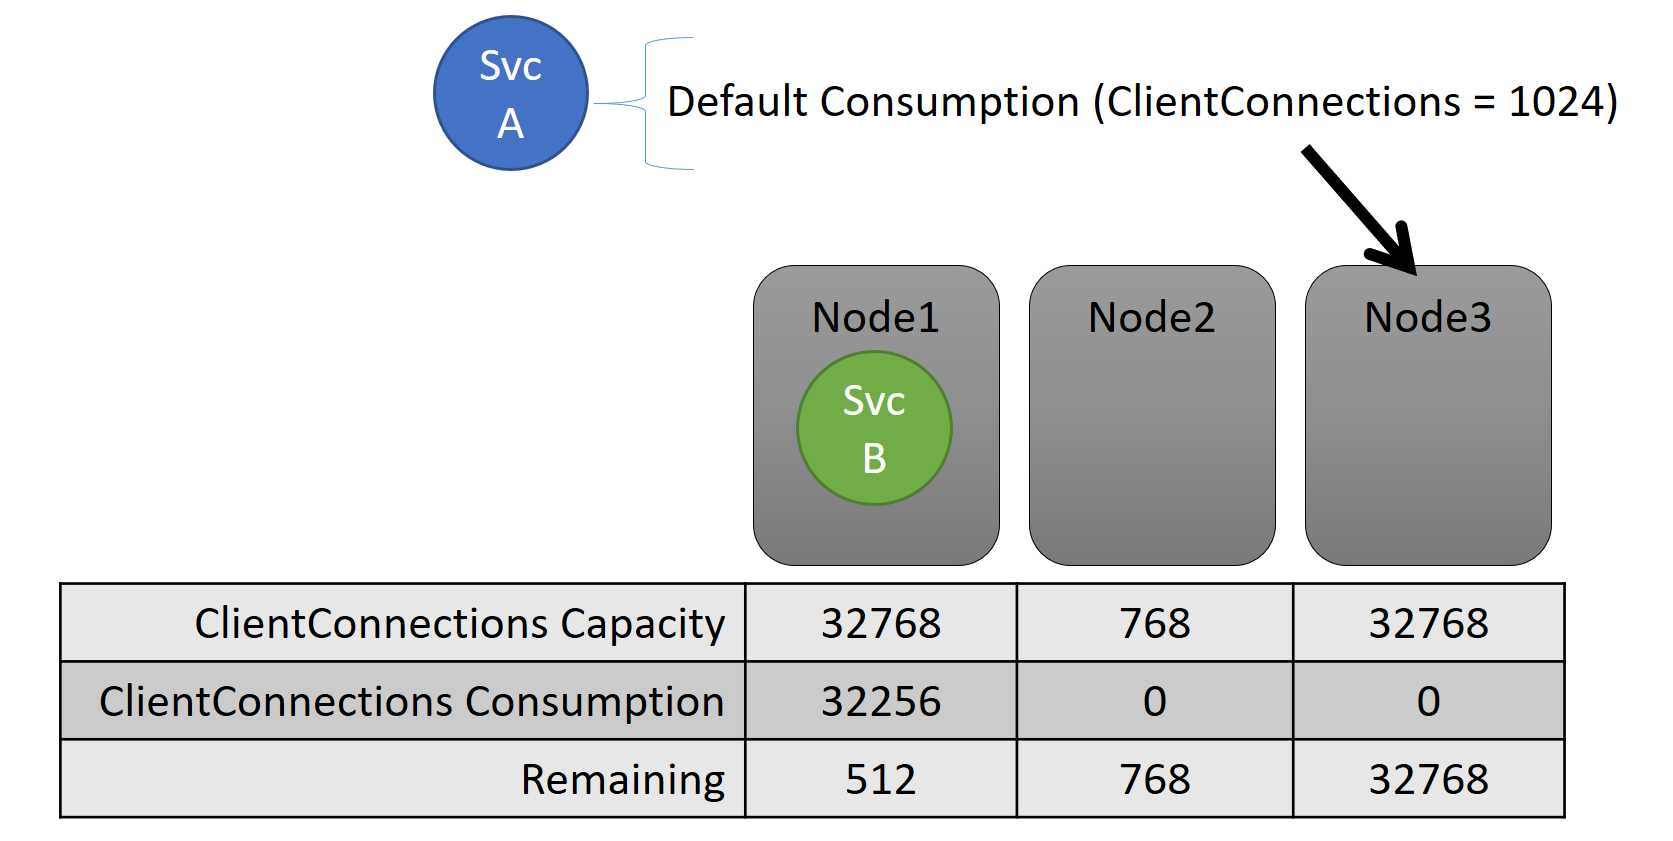 Svc
A
Default Consumption (ClientConnections = 1024)
Node1 Node2 Node3
Svc
B
ClientConnections Capacity 32768 768 32768
ClientConnections Consumption 32256 0 0
Remaining 512 768 32768